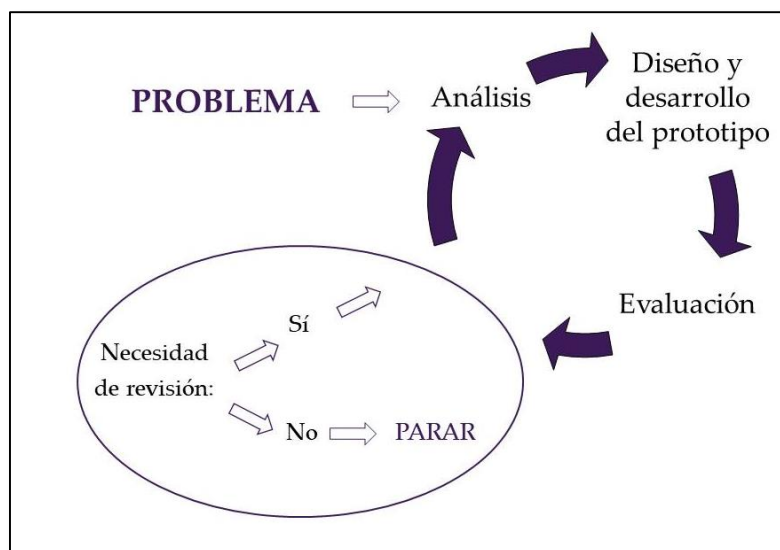 PROBLEMA
Análisis
Diseño y
desarrollo
del prototipo
Evaluación
Necesidad
de revisión:
Sí
No
PARAR